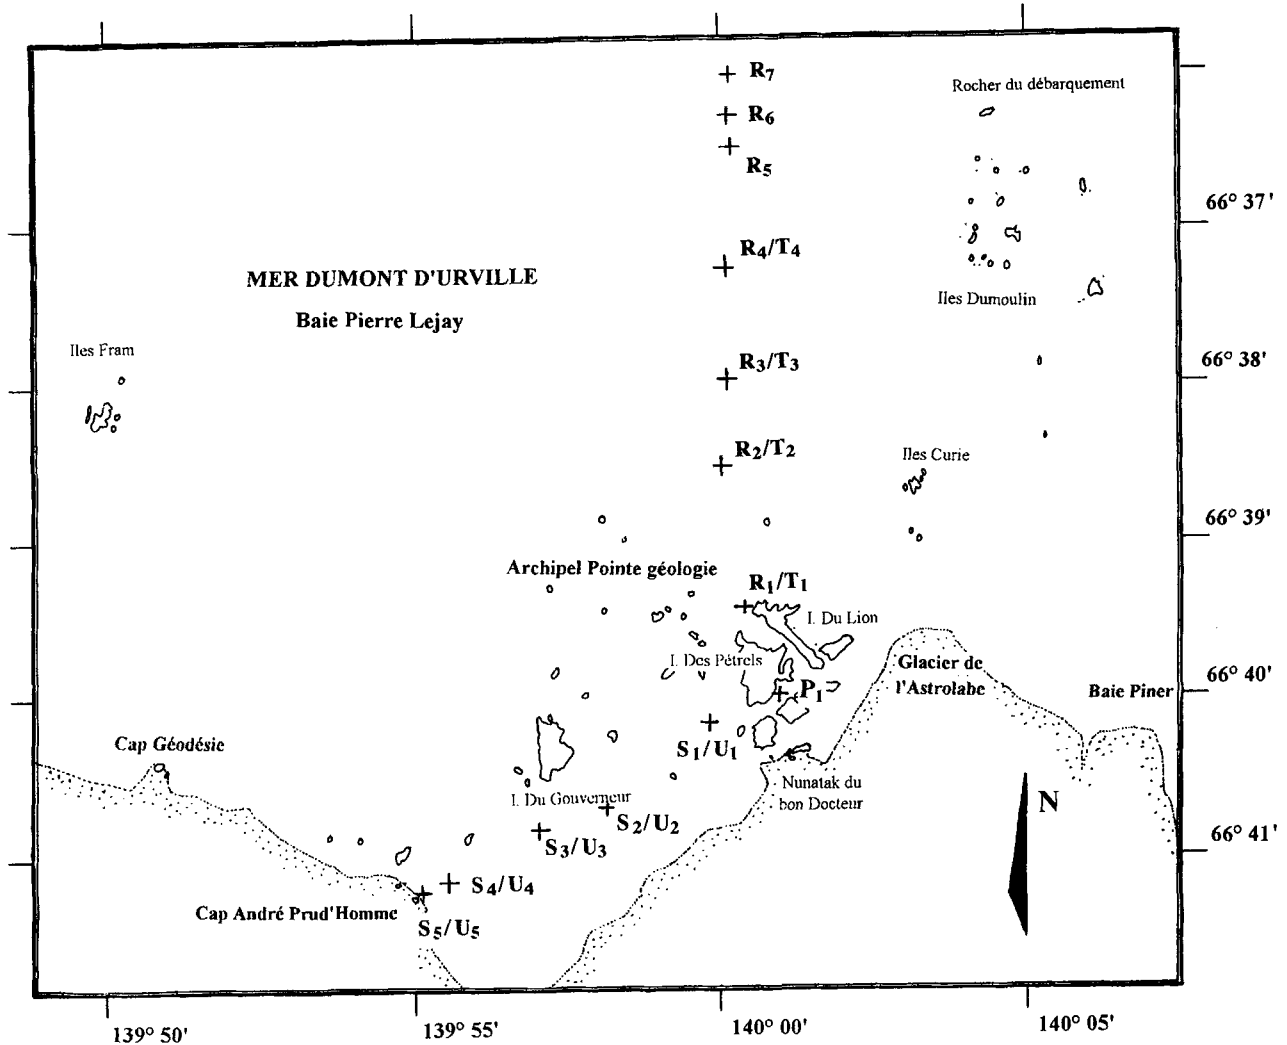 R7
Rocher du débarquement
R6
R5
66° 37'
R4/T4
MER DUMONT D'URVILLE
Iles Dumoulin
Baie Pierre Lejay
Iles Fram
R3/T3
66° 38'
R2/T2
Iles Curie
66° 39'
Archipel Pointe géologie
R1/T1
I. Du Lion
I. Des Pétrels
Glacier de
l'Astrolabe
66° 40'
P1
Baie Piner
Cap Géodésie
S1/U1
Nunatak du
bon Docteur
I. Du Gouverneur
N
S2/U2
66° 41'
S3/U3
S4/U4
Cap André Prud'Homme
S5/U5
139° 50'
139° 55'
140° 00'
140° 05'